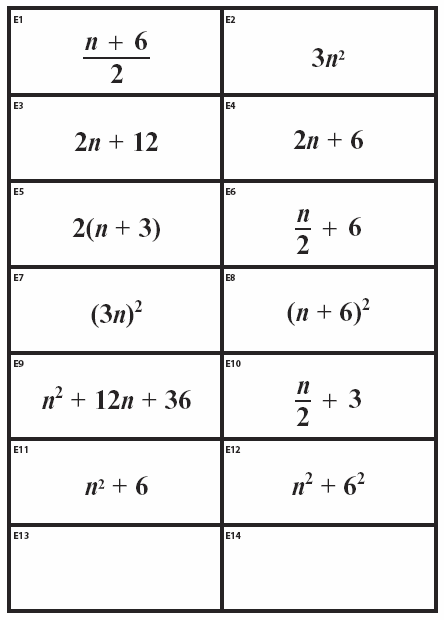 E1
n + 6
2
E2
3n²
E3
2n + 12
E4
2n + 6
E5
2(n + 3)
E6
n
2
+ 6
E7
(3n)²
E8
(n + 6)²
E9
n² + 12n + 36
E10
n
2
+ 3
E11
n² + 6
E12
n² + 6²
E13
E14